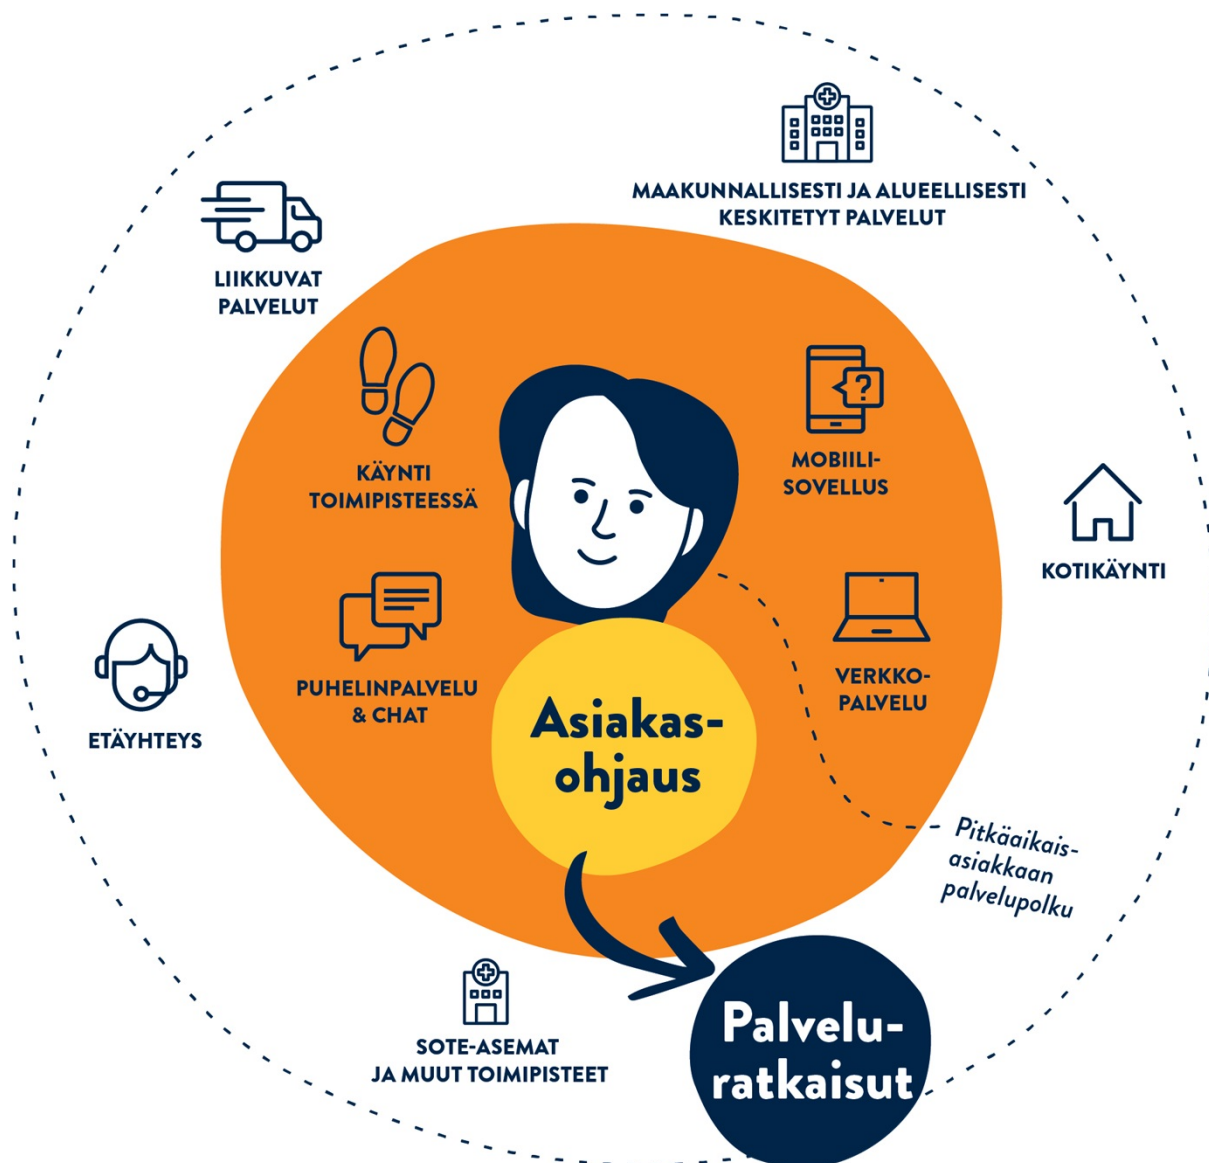 MAAKUNNALLISESTI JA ALUEELLISESTI
KESKITETYT PALVELUT
LIIKKUVAT
PALVELUT
KÄYNTI
TOIMIPISTEESSÄ
MOBIILI-
SOVELLUS
KOTIKÄYNTI
PUHELINPALVELU
& CHAT
VERKKO-
PALVELU
ETÄYHTEYS
Asiakas-
ohjaus
Pitkäaikais-
asiakkaan
palvelupolku
SOTE-ASEMAT
JA MUUT TOIMIPISTEET
Palvelu-
ratkaisut
?